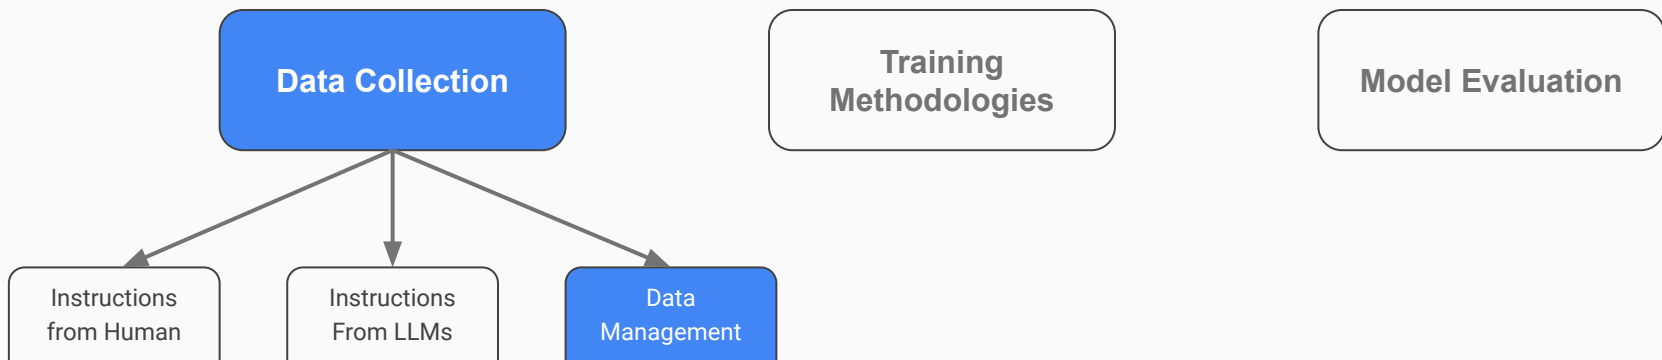 Data Collection
Training
Methodologies
Model Evaluation
Instructions
from Human
Instructions
From LLMs
Data
Management